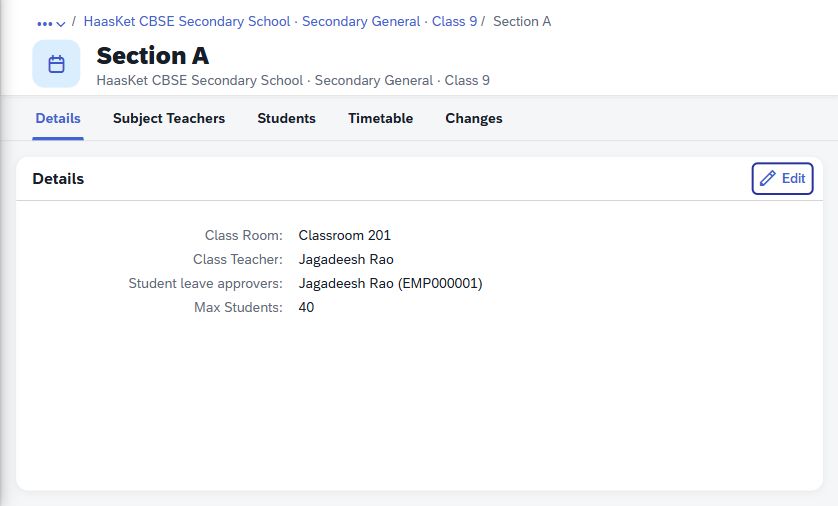 ••• / HaasKet CBSE Secondary School · Secondary General · Class 9 / Section A
Section A
HaasKet CBSE Secondary School · Secondary General · Class 9
Details Subject Teachers Students Timetable Changes
Details Edit
Class Room: Classroom 201
Class Teacher: Jagadeesh Rao
Student leave approvers: Jagadeesh Rao (EMP000001)
Max Students: 40